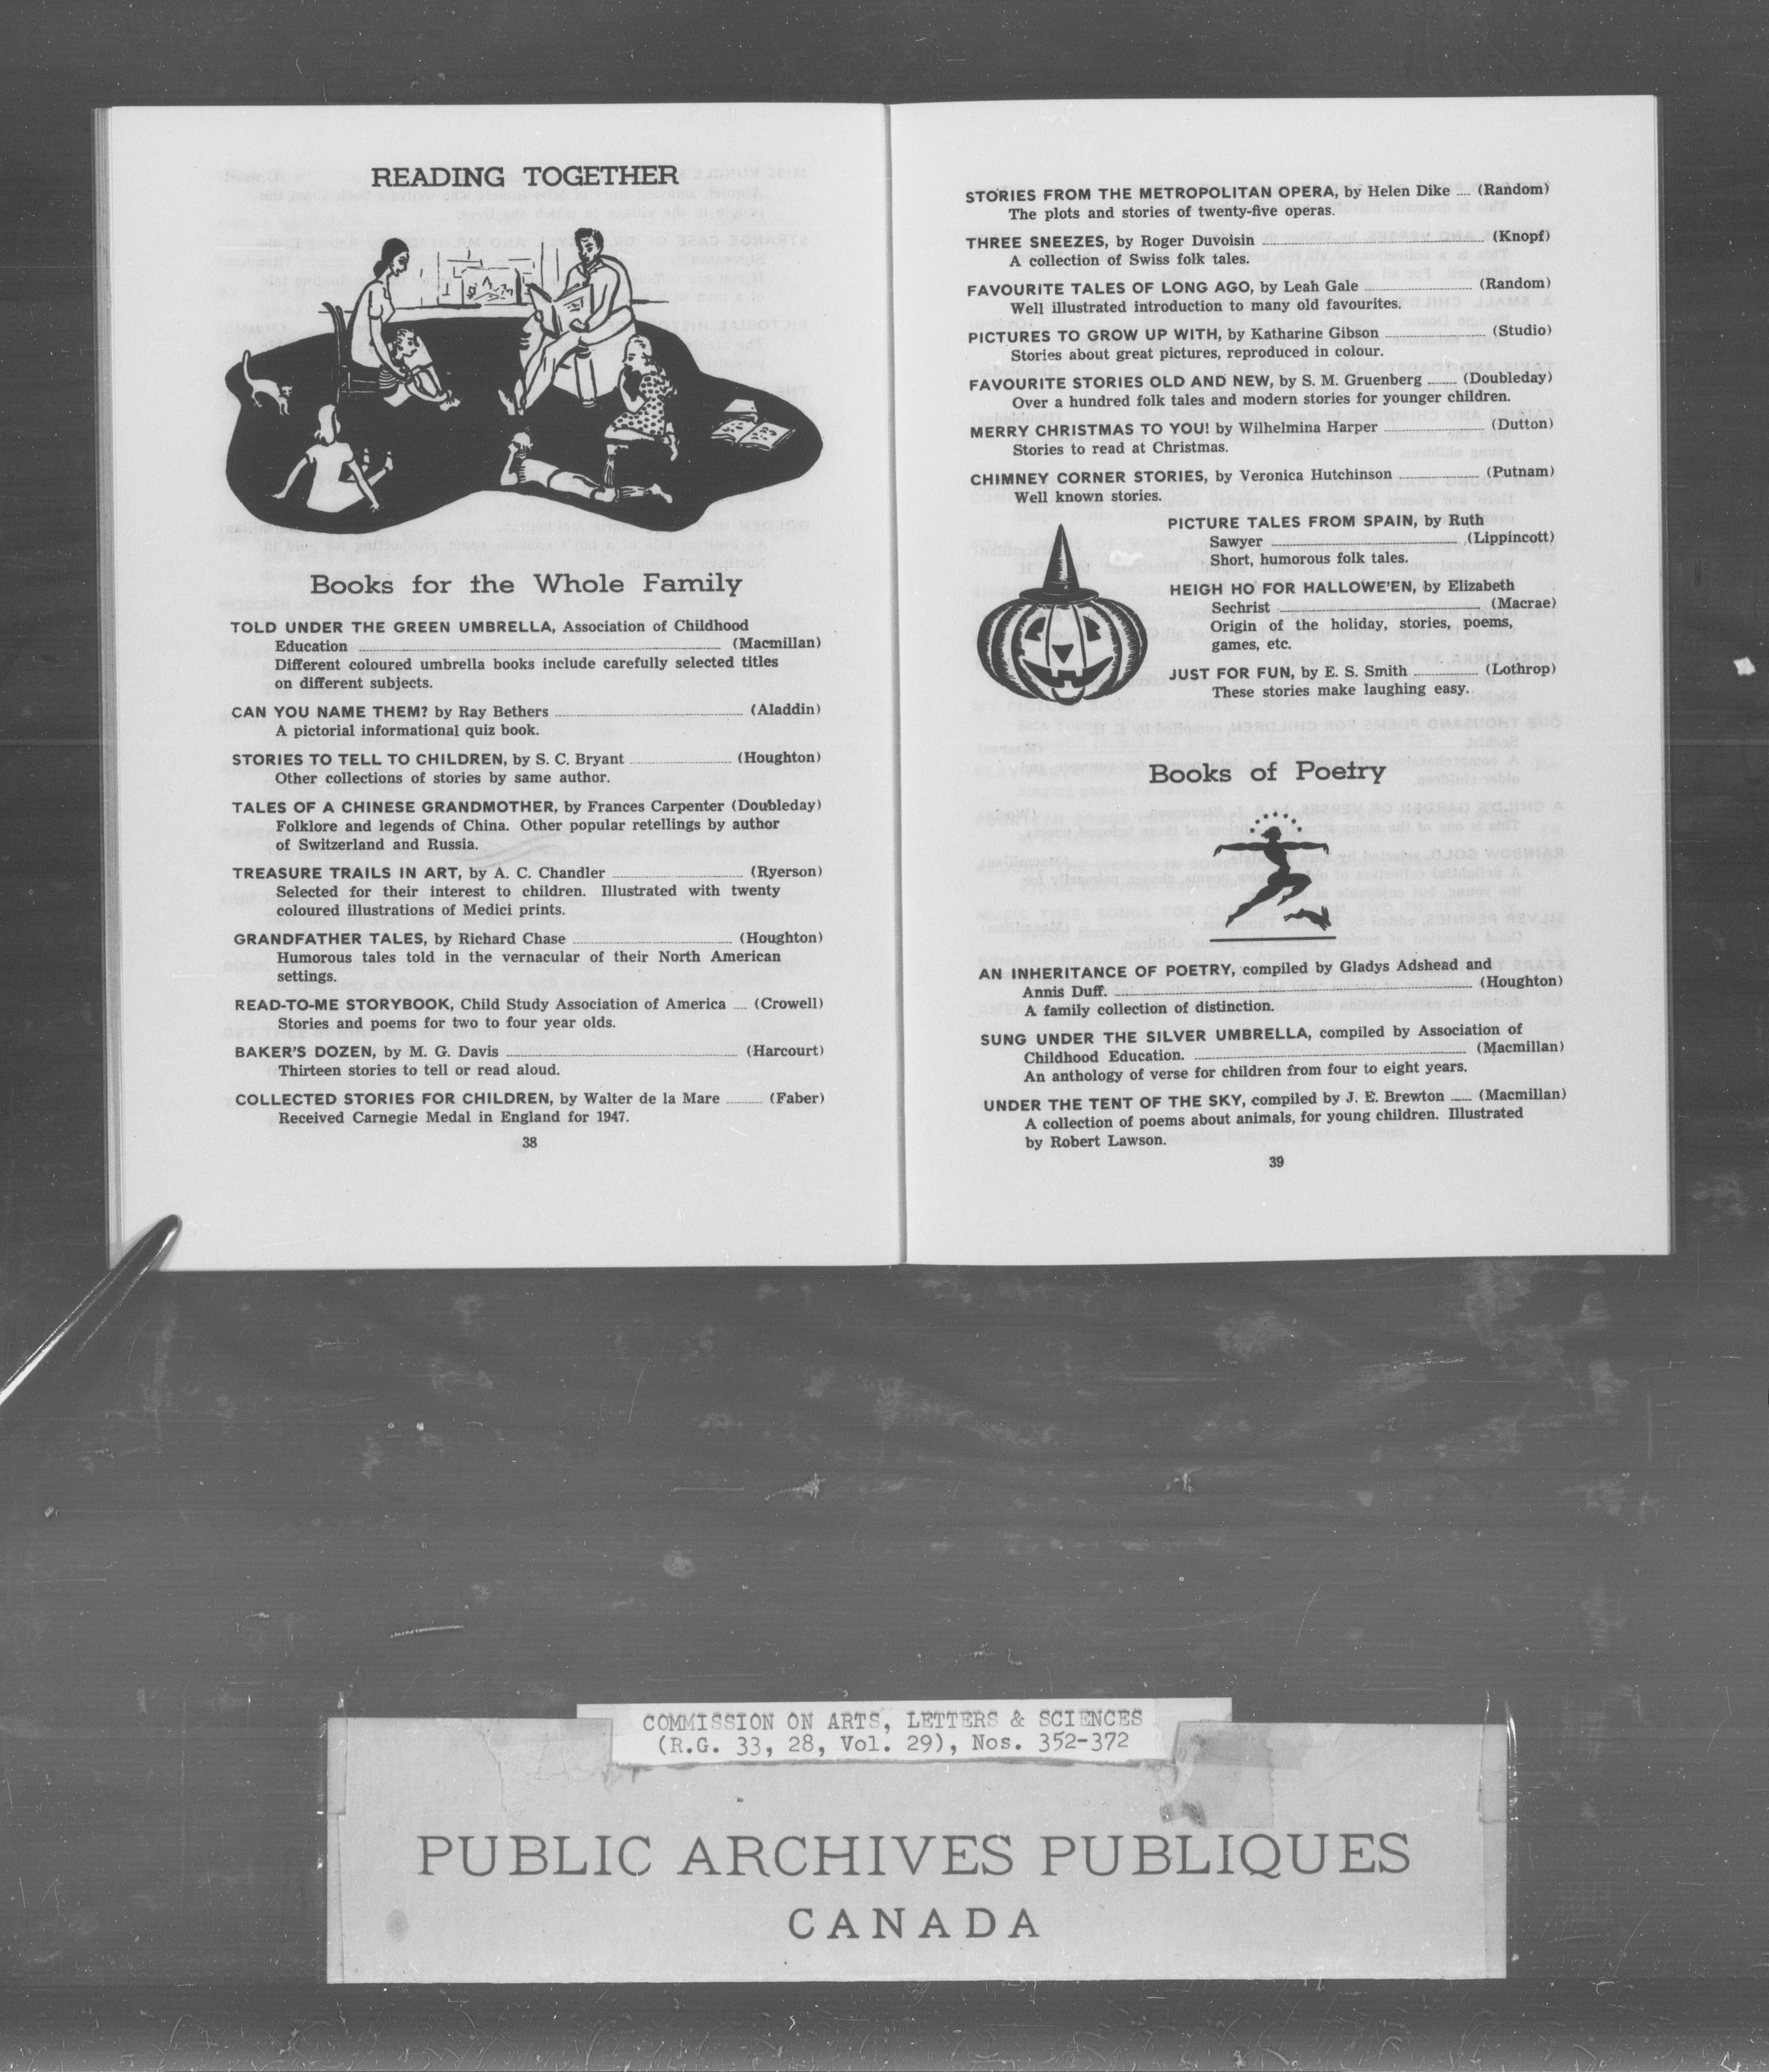 READING TOGETHER
Books for the Whole Family
TOLD UNDER THE GREEN UMBRELLA, Association of Childhood
Education (Macmillan)
Different coloured umbrella books include carefully selected titles
on different subjects.
CAN YOU NAME THEM? by Ray Bethers (Aladdin)
A pictorial informational quiz book.
STORIES TO TELL TO CHILDREN, by S. C. Bryant (Houghton)
Other collections of stories by same author.
TALES OF A CHINESE GRANDMOTHER, by Frances Carpenter (Doubleday)
Folklore and legends of China. Other popular retellings by author
of Switzerland and Russia.
TREASURE TRAILS IN ART, by A. C. Chandler (Ryerson)
Selected for their interest to children. Illustrated with twenty
coloured illustrations of Medici prints.
GRANDFATHER TALES, by Richard Chase (Houghton)
Humorous tales told in the vernacular of their North American
settings.
READ-TO-ME STORYBOOK, Child Study Association of America (Crowell)
Stories and poems for two to four year olds.
BAKER'S DOZEN, by M. G. Davis (Harcourt)
Thirteen stories to tell or read aloud.
COLLECTED STORIES FOR CHILDREN, by Walter de la Mare (Faber)
Received Carnegie Medal in England for 1947.
38
STORIES FROM THE METROPOLITAN OPERA, by Helen Dike (Random)
The plots and stories of twenty-five operas.
THREE SNEEZES, by Roger Duvoisin (Knopf)
A collection of Swiss folk tales.
FAVOURITE TALES OF LONG AGO, by Leah Gale (Random)
Well illustrated introduction to many old favourites.
PICTURES TO GROW UP WITH, by Katharine Gibson (Studio)
Stories about great pictures, reproduced in colour.
FAVOURITE STORIES OLD AND NEW, by S. M. Gruenberg (Doubleday)
Over a hundred folk tales and modern stories for younger children.
MERRY CHRISTMAS TO YOU! by Wilhelmina Harper (Dutton)
Stories to read at Christmas.
CHIMNEY CORNER STORIES, by Veronica Hutchinson (Putnam)
Well known stories.
PICTURE TALES FROM SPAIN, by Ruth
Sawyer (Lippincott)
Short, humorous folk tales.
HEIGH HO FOR HALLOWE'EN, by Elizabeth
Sechrist (Macrae)
Origin of the holiday, stories, poems,
games, etc.
JUST FOR FUN, by E. S. Smith (Lothrop)
These stories make laughing easy.
Books of Poetry
AN INHERITANCE OF POETRY, compiled by Gladys Adshead and
Annis Duff. (Houghton)
A family collection of distinction.
SUNG UNDER THE SILVER UMBRELLA, compiled by Association of
Childhood Education. (Macmillan)
An anthology of verse for children from four to eight years.
UNDER THE TENT OF THE SKY, compiled by J. E. Brewton (Macmillan)
A collection of poems about animals, for young children. Illustrated
by Robert Lawson.
39
COMMISSION ON ARTS, LETTERS & SCIENCES
(R.G. 33, 28, Vol. 29), Nos. 352-372
PUBLIC ARCHIVES PUBLIQUES
CANADA